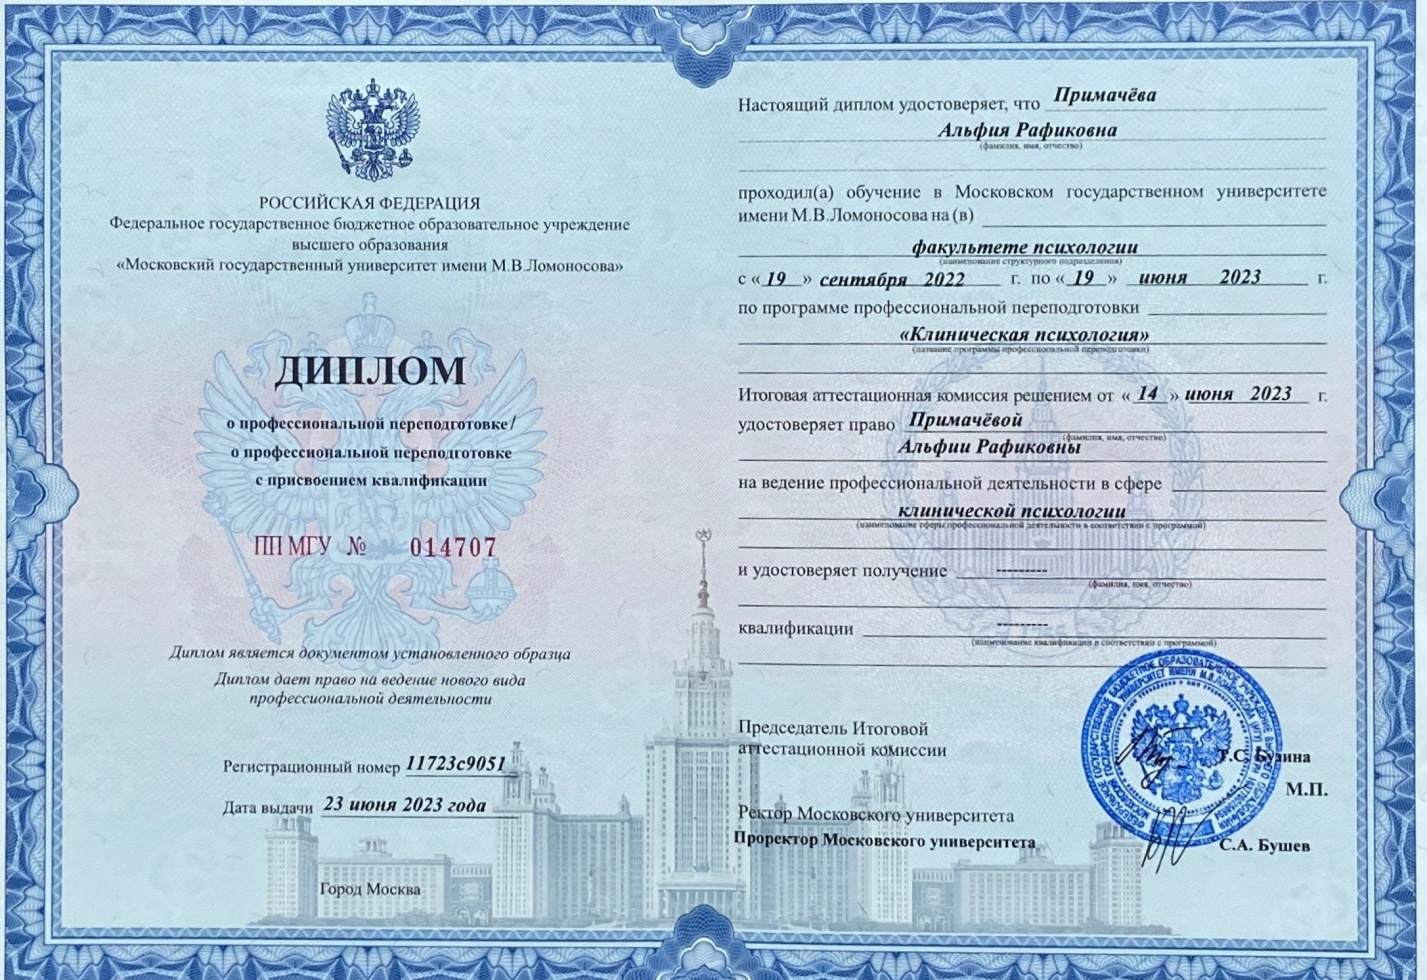 РОССИЙСКАЯ ФЕДЕРАЦИЯ
Федеральное государственное бюджетное образовательное учреждение
высшего образования
«Московский государственный университет имени М.В.Ломоносова»
ДИПЛОМ
о профессиональной переподготовке/
о профессиональной переподготовке
с присвоением квалификации
ПП МГУ № 014707
Диплом является документом установленного образца
Диплом дает право на ведение нового вида
профессиональной деятельности
Регистрационный номер 11723с9051
Дата выдачи 23 июня 2023 года
Город Москва
Настоящий диплом удостоверяет, что Примачёва
Альфия Рафиковна
(фамилия, имя, отчество)
проходил(а) обучение в Московском государственном университете
имени М.В.Ломоносова на (в)
факультете психологии
(наименование структурного подразделения)
с «19» сентября 2022 г. по «19» июня 2023 г.
по программе профессиональной переподготовки
«Клиническая психология»
(название программы профессиональной переподготовки)
Итоговая аттестационная комиссия решением от «14» июня 2023 г.
удостоверяет право Примачёвой
(фамилия, имя, отчество)
Альфии Рафиковны
на ведение профессиональной деятельности в сфере
клинической психологии
(наименование сферы профессиональной деятельности в соответствии с программой)
и удостоверяет получение ---------
(фамилия, имя, отчество)
---------
квалификации
(наименование квалификации в соответствии с программой)
Председатель Итоговой
аттестационной комиссии
Т.С. Бузина
М.П.
Ректор Московского университета
Проректор Московского университета
С.А. Бушев